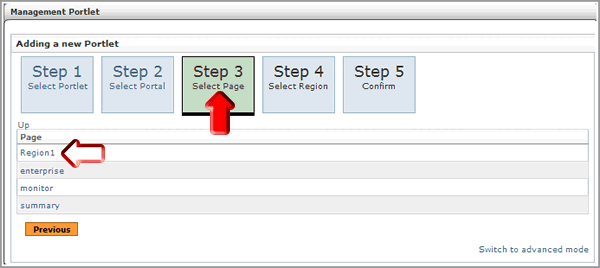 Management Portlet
Adding a new Portlet
Step 1
Select Portlet
Step 2
Select Portal
Step 3
Select Page
Step 4
Select Region
Step 5
Confirm
Up
Page
Region1
enterprise
monitor
summary
Previous
Switch to advanced mode